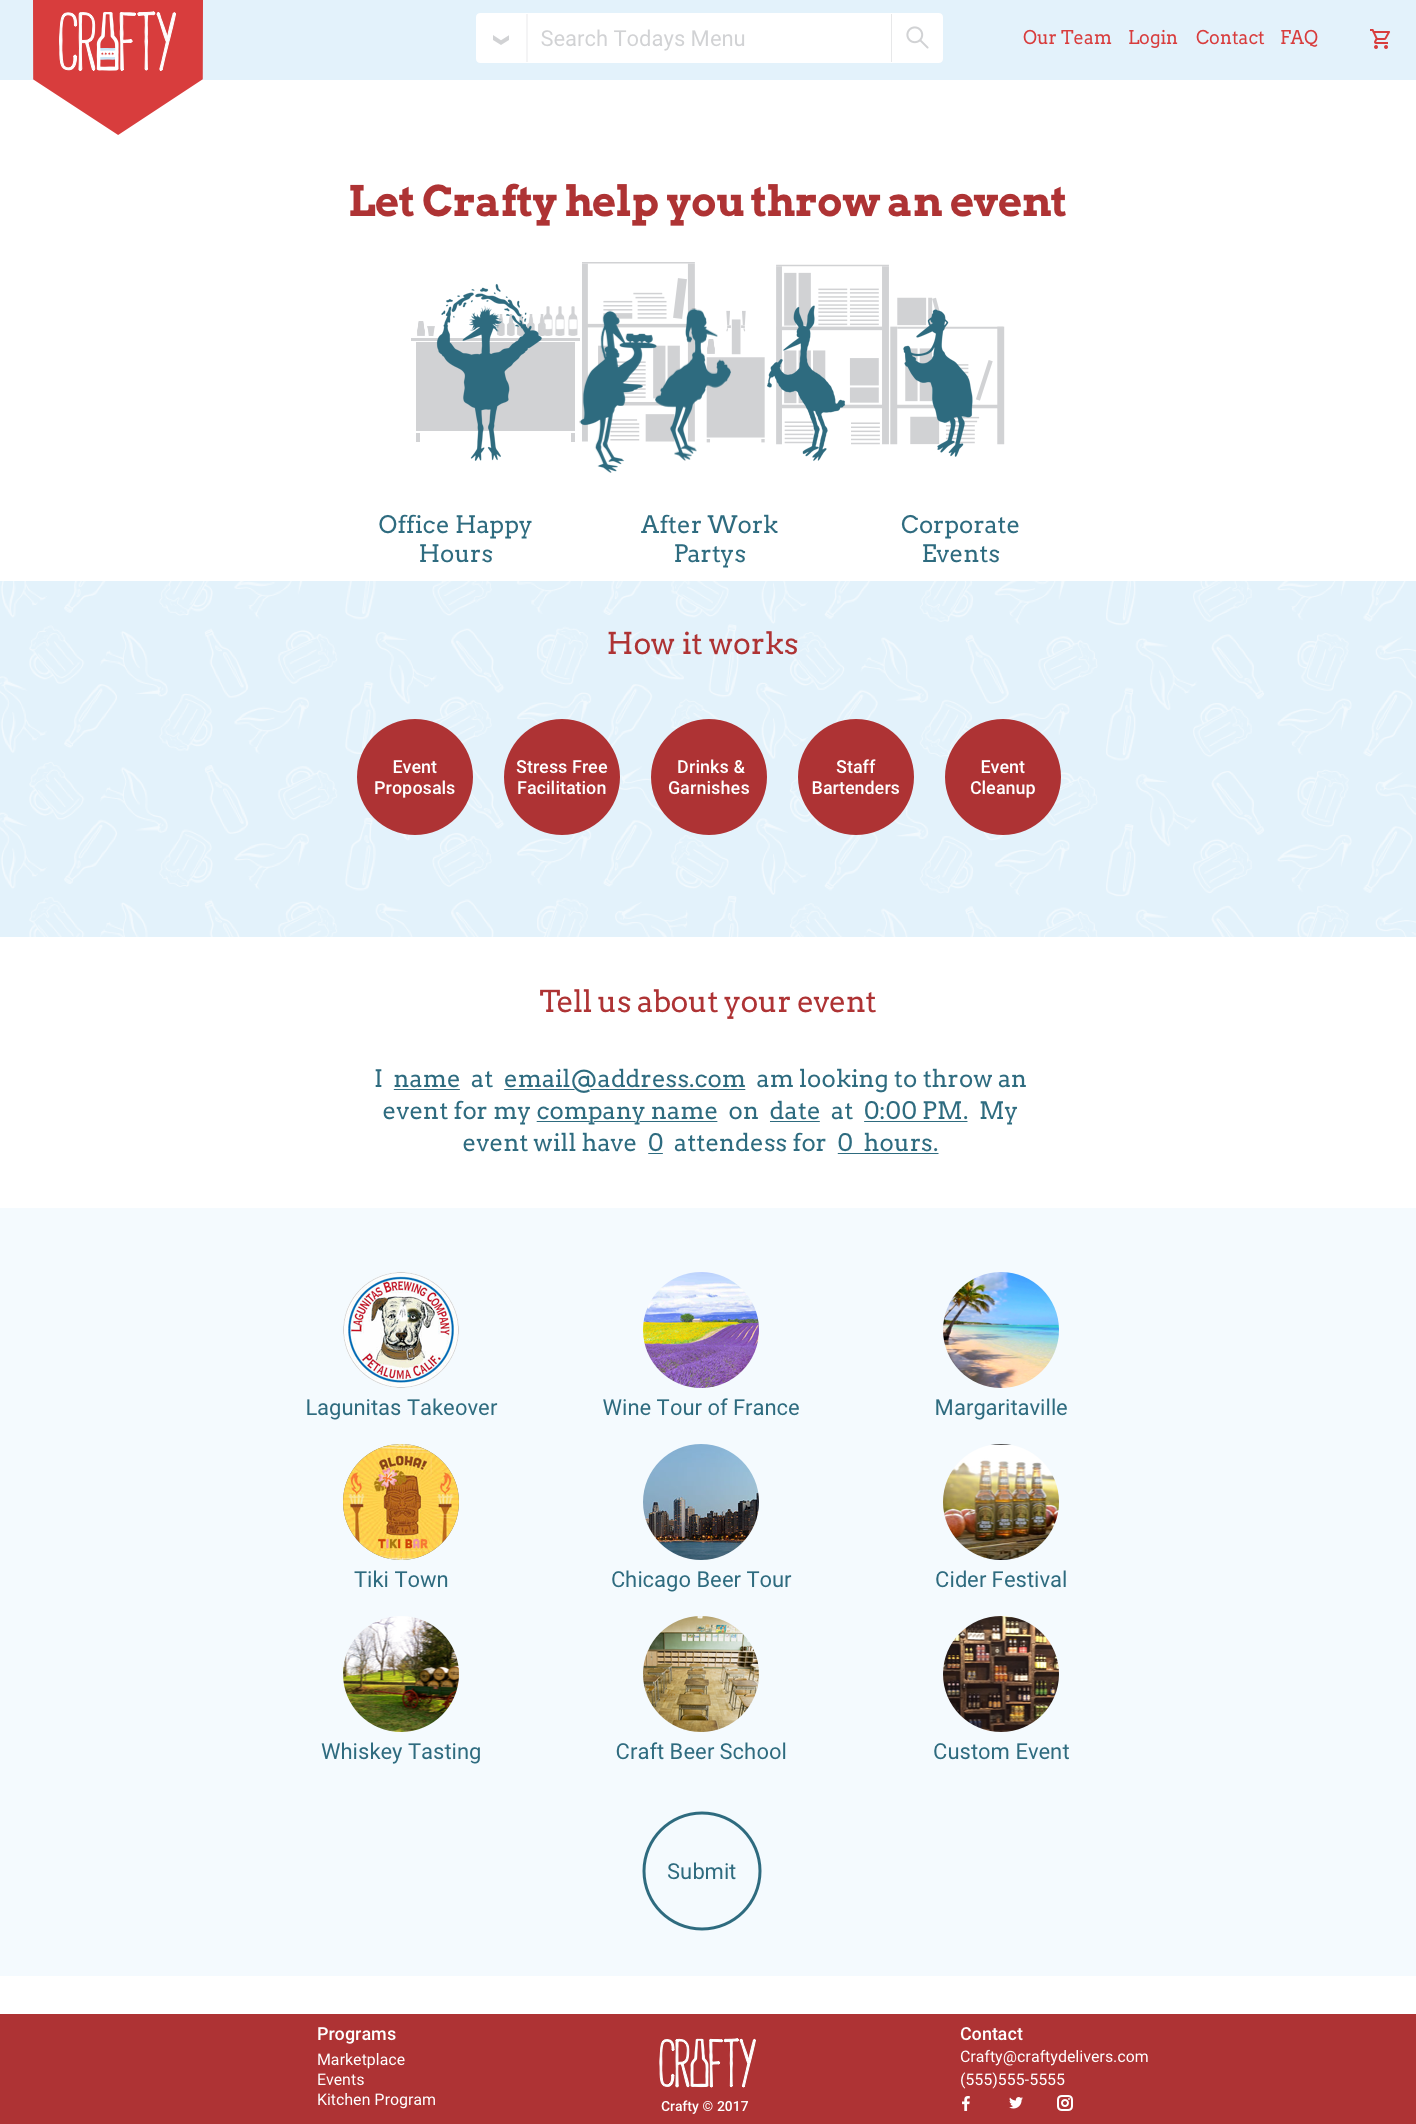 CRAFTY
Search Todays Menu
Our Team Login Contact FAQ
Let Crafty help you throw an event
Office Happy
Hours
After Work
Partys
Corporate
Events
How it works
Event
Proposals
Stress Free
Facilitation
Drinks &
Garnishes
Staff
Bartenders
Event
Cleanup
Tell us about your event
I name at email@address.com am looking to throw an
event for my company name on date at 0:00 PM. My
event will have 0 attendess for 0 hours.
LAGUNITAS BREWING COMPANY
PETALUMA CALIF.
Lagunitas Takeover
Wine Tour of France
Margaritaville
ALOHA!
TIKI BAR
Tiki Town
Chicago Beer Tour
Cider Festival
Whiskey Tasting
Craft Beer School
Custom Event
Submit
Programs
Marketplace
Events
Kitchen Program
CRAFTY
Crafty © 2017
Contact
Crafty@craftydelivers.com
(555)555-5555